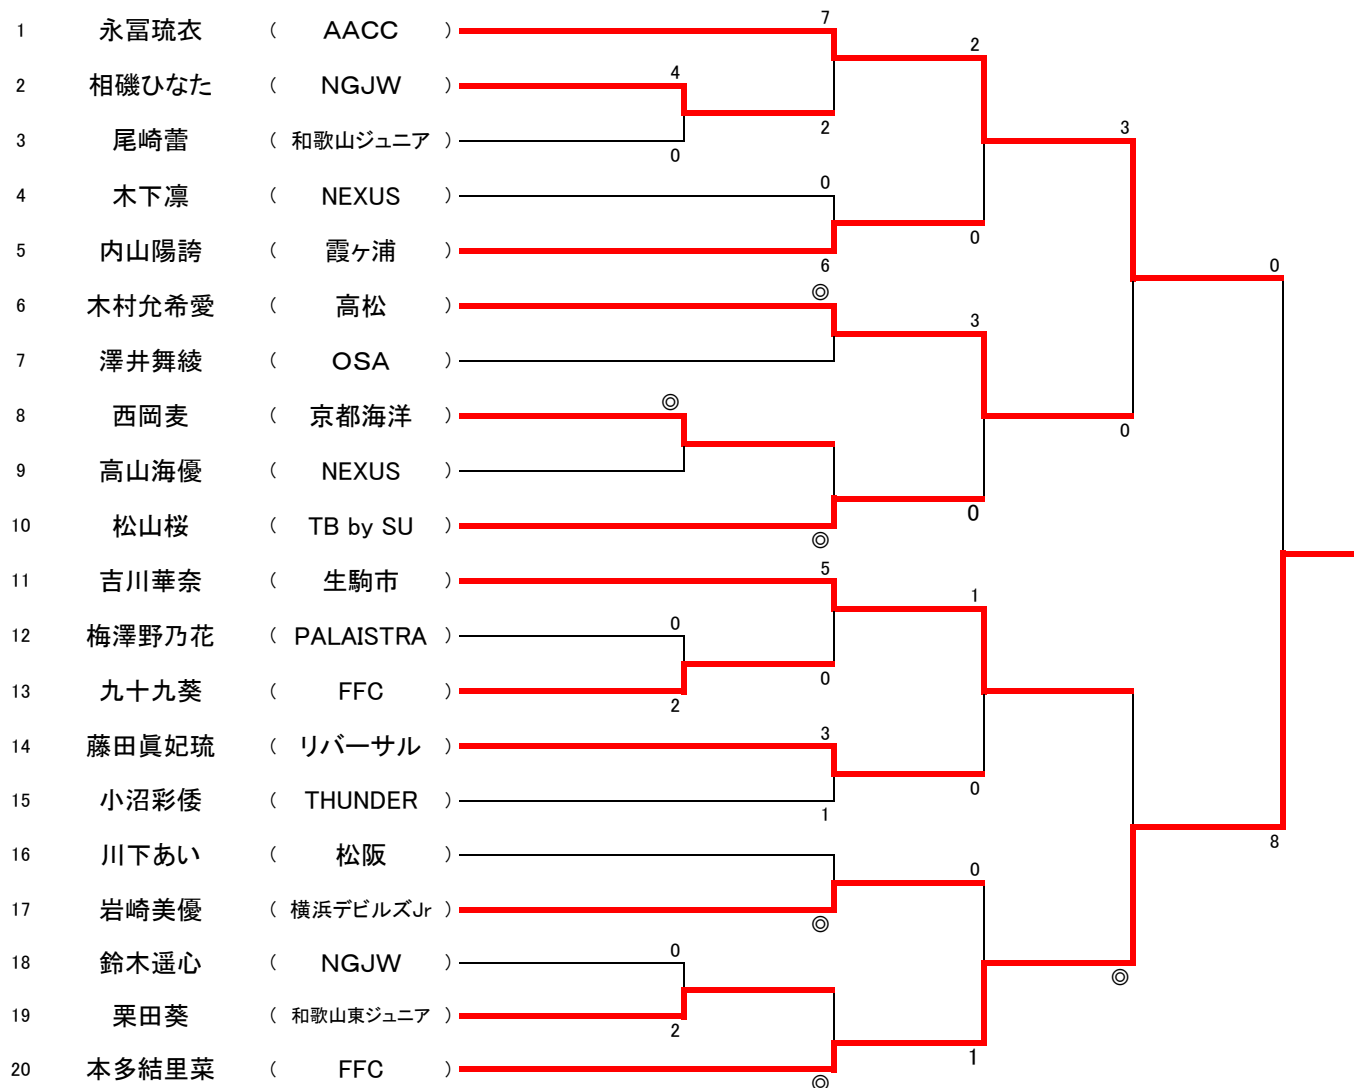 1 永冨琉衣 ( AACC ) 7
2
2 相磯ひなた ( NGJW ) 4
2
3 尾崎蕾 ( 和歌山ジュニア ) 0
3
4 木下凛 ( NEXUS ) 0
0
5 内山陽誇 ( 霞ヶ浦 ) 6
0
6 木村允希愛 ( 高松 ) ◎
3
7 澤井舞綾 ( OSA )
8 西岡麦 ( 京都海洋 ) ◎
0
9 高山海優 ( NEXUS )
0
10 松山桜 ( TB by SU ) ◎
11 吉川華奈 ( 生駒市 ) 5
1
12 梅澤野乃花 ( PALAISTRA ) 0
0
13 九十九葵 ( FFC ) 2
14 藤田眞妃琉 ( リバーサル ) 3
0
15 小沼彩倭 ( THUNDER ) 1
8
16 川下あい ( 松阪 )
0
17 岩崎美優 ( 横浜デビルズJr ) ◎
18 鈴木遥心 ( NGJW ) 0
◎
19 栗田葵 ( 和歌山東ジュニア ) 2
1
20 本多結里菜 ( FFC ) ◎